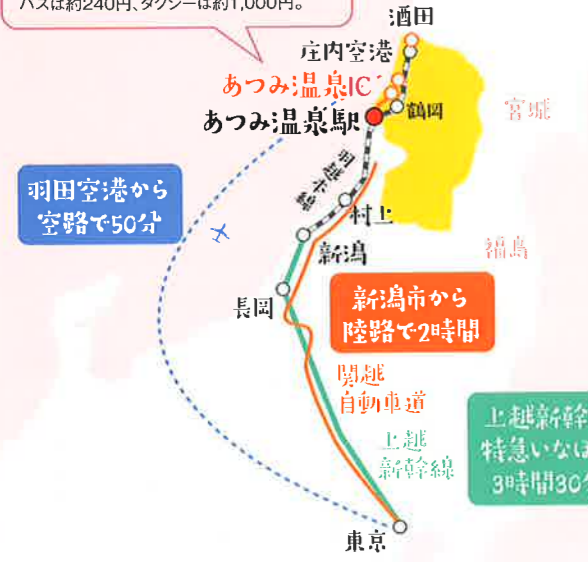 バスは約240円、タクシーは約1,000円。
酒田
庄内空港
あつみ温泉IC
あつみ温泉駅
鶴岡
宮城
羽越本線
羽田空港から
空路で50分
村上
新潟
福島
長岡
新潟市から
陸路で2時間
関越
自動車道
上越
新幹線
上越新幹
特急いなほ
3時間30分
東京